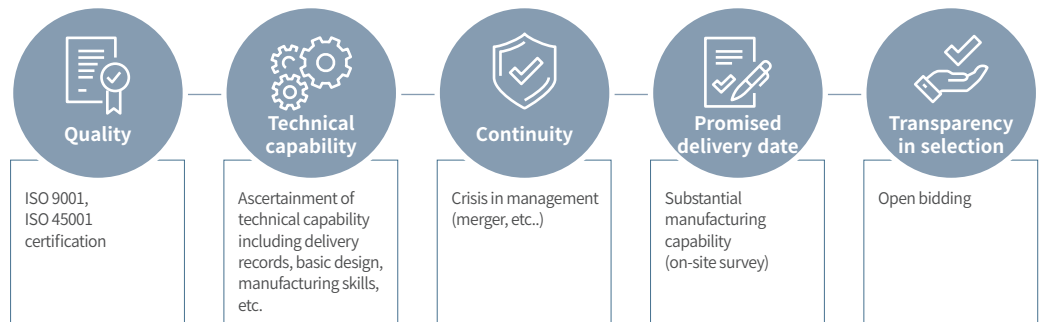 Quality
Technical
capability
Continuity
Promised
delivery date
Transparency
in selection
ISO 9001,
ISO 45001
certification
Ascertainment of
technical capability
including delivery
records, basic design,
manufacturing skills,
etc.
Crisis in management
(merger, etc..)
Substantial
manufacturing
capability
(on-site survey)
Open bidding